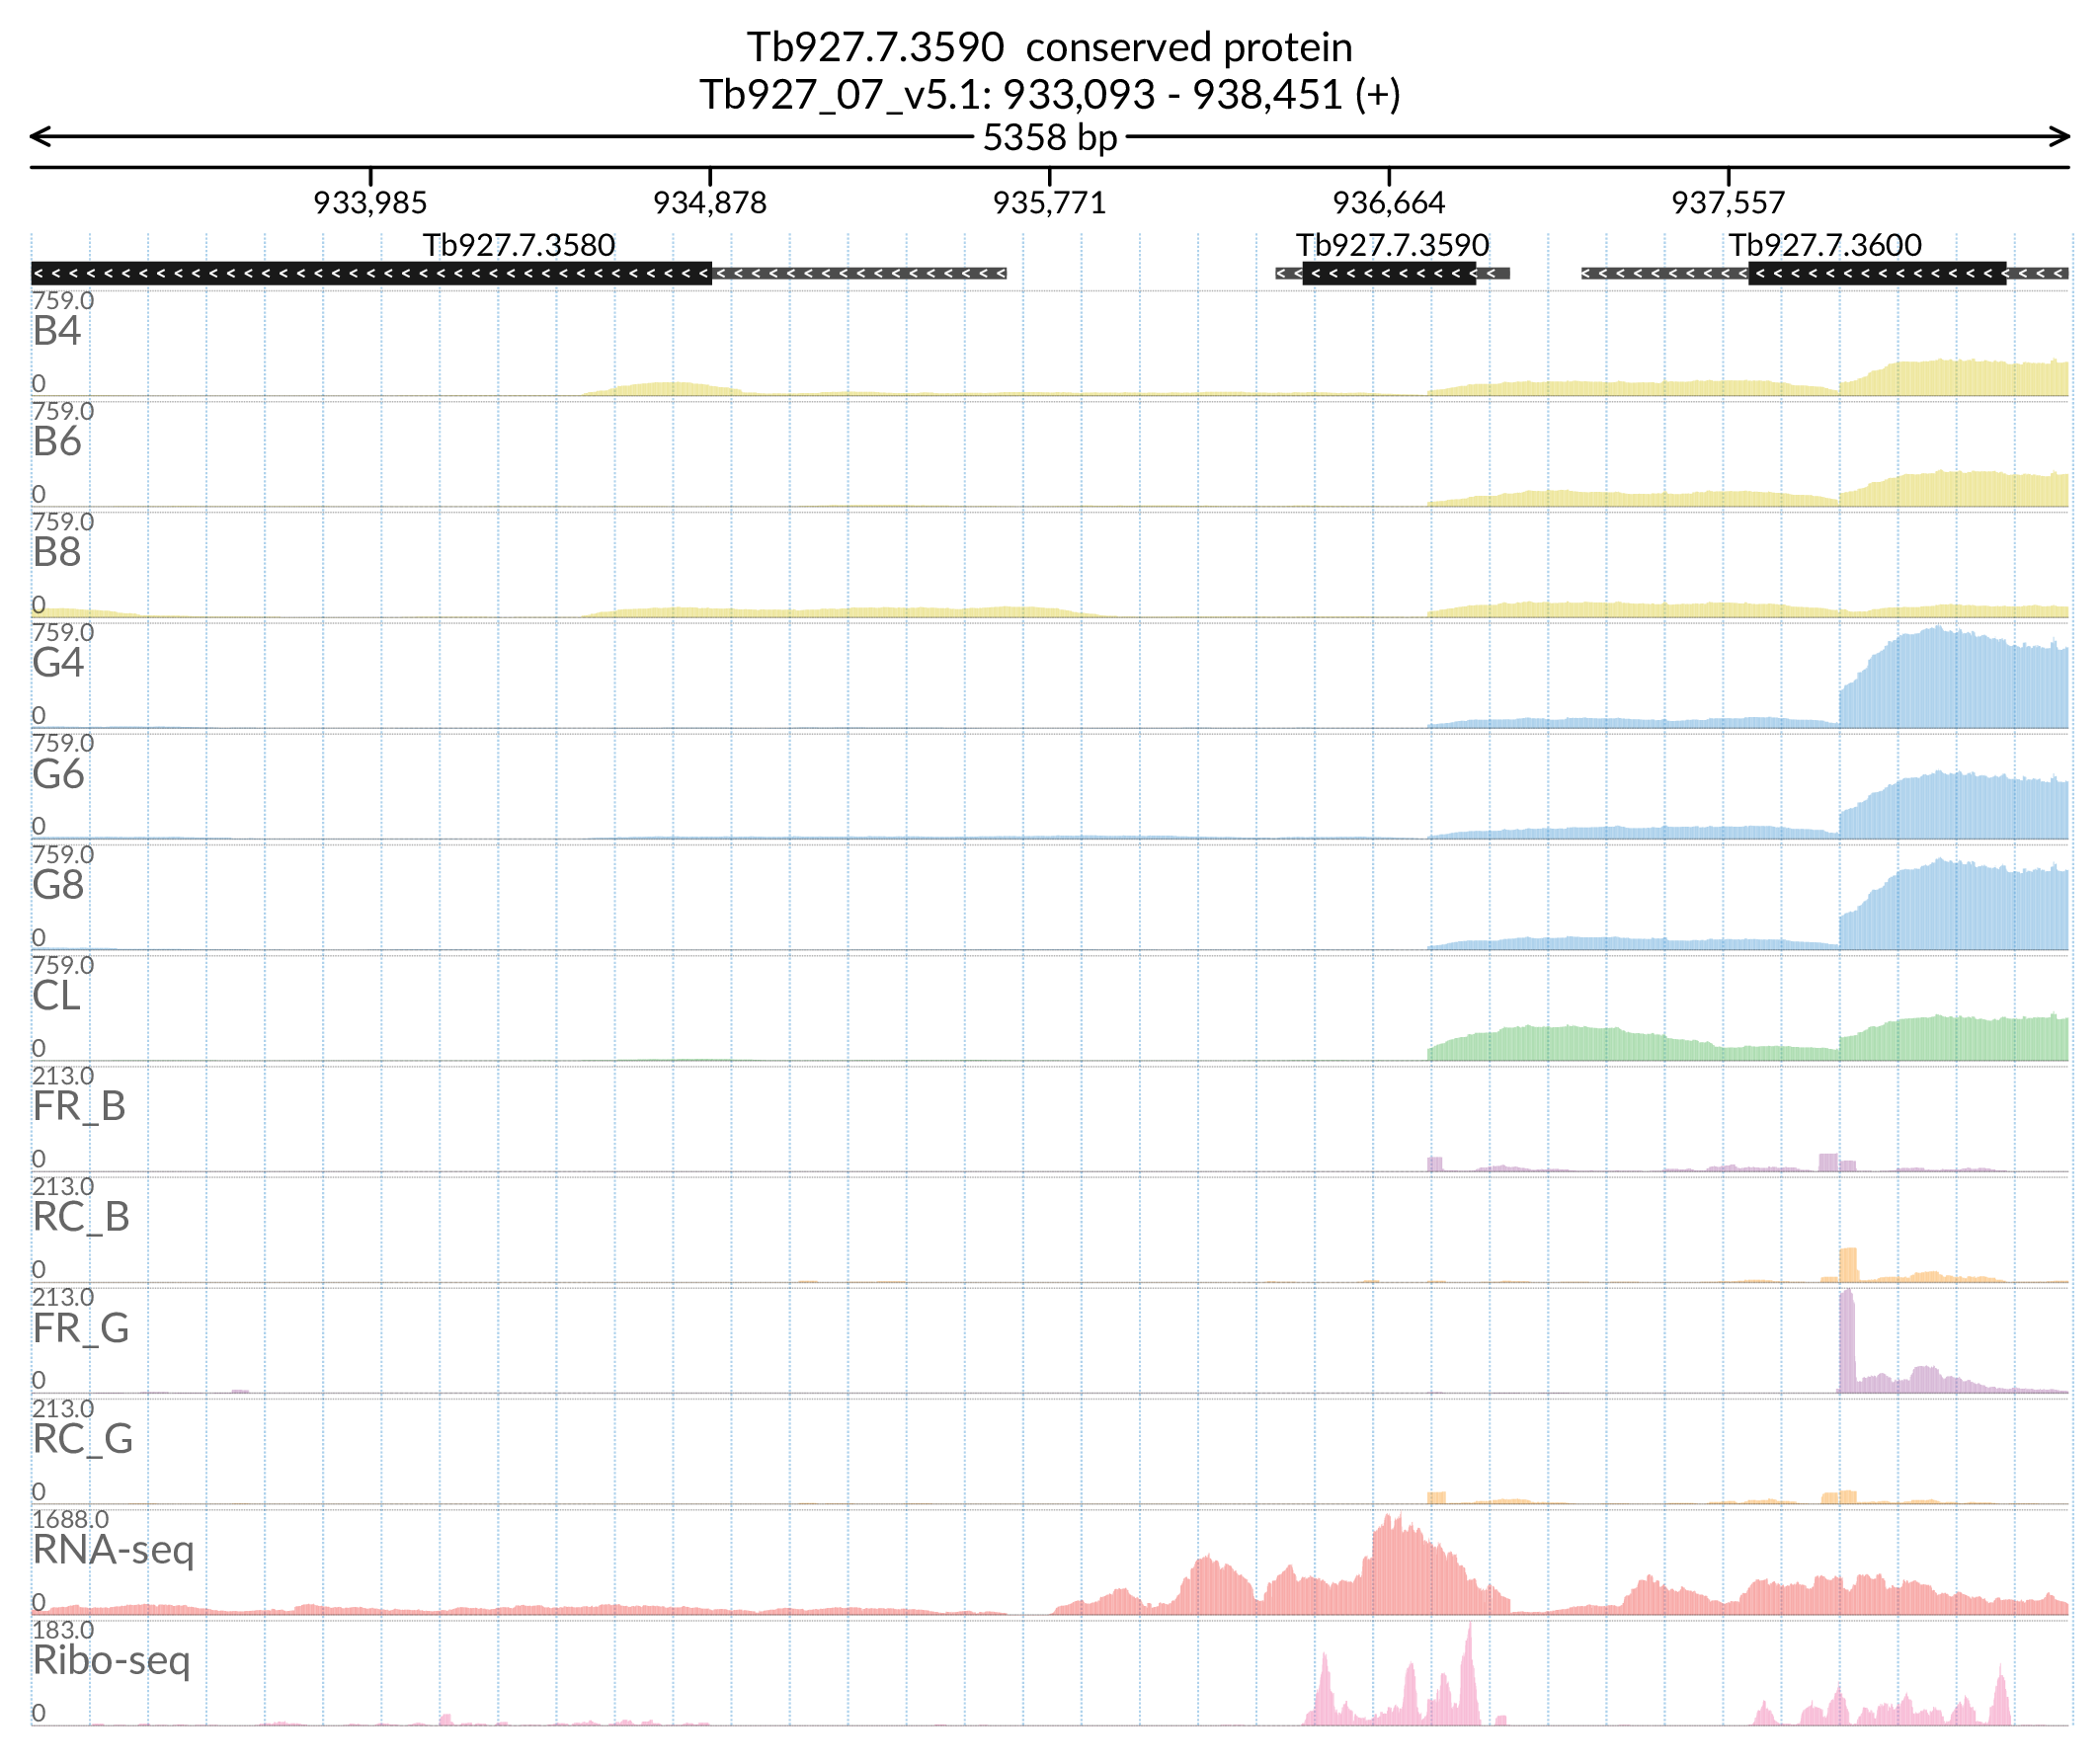 Tb927.7.3590 conserved protein
Tb927_07_v5.1: 933,093 - 938,451 (+)
5358 bp
933,985 934,878 935,771 936,664 937,557
Tb927.7.3580 Tb927.7.3590 Tb927.7.3600
759.0
B4
0
759.0
B6
0
759.0
B8
0
759.0
G4
0
759.0
G6
0
759.0
G8
0
759.0
CL
0
213.0
FR_B
0
213.0
RC_B
0
213.0
FR_G
0
213.0
RC_G
0
1688.0
RNA-seq
0
183.0
Ribo-seq
0